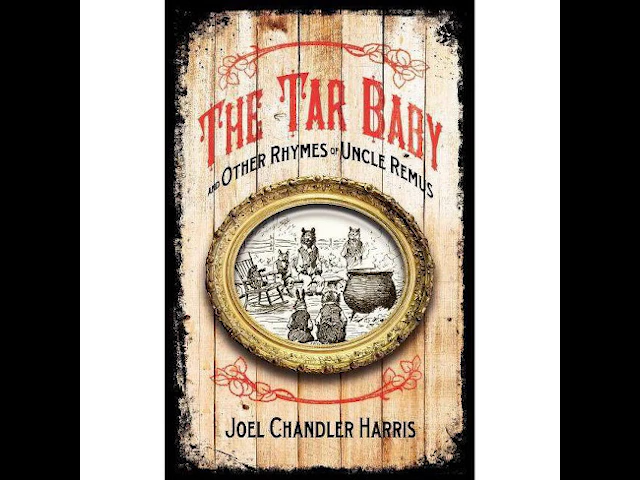 THE TAR BABY
AND OTHER RHYMES OF UNCLE REMUS
JOEL CHANDLER HARRIS